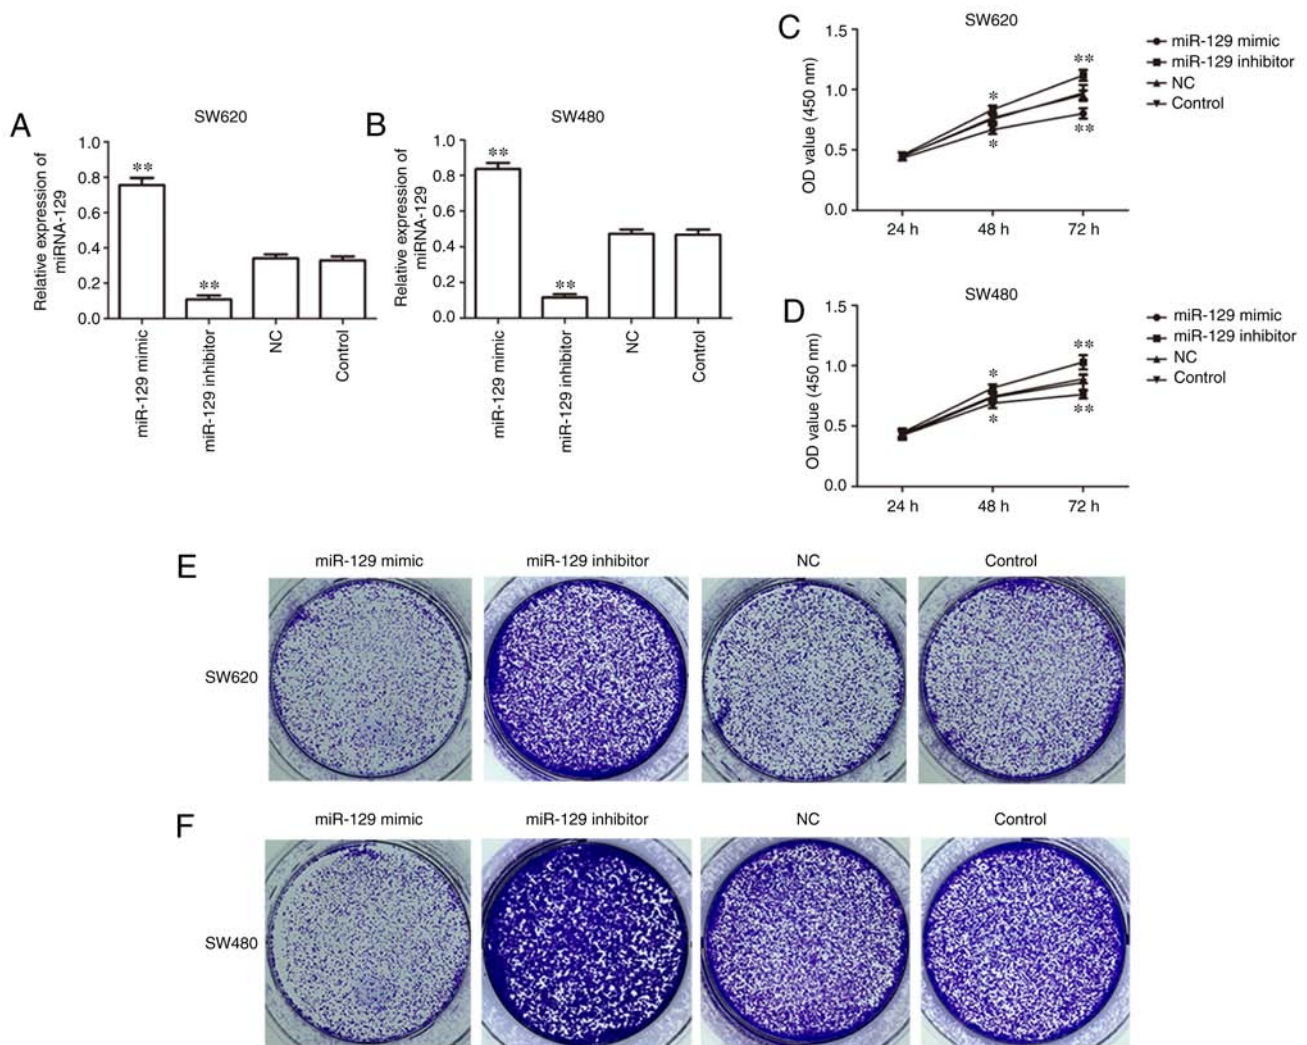 A
SW620
Relative expression of
miRNA-129
1.0
0.8
0.6
0.4
0.2
0.0
**
**
miR-129 mimic
miR-129 inhibitor
NC
Control
B
SW480
Relative expression of
miRNA-129
1.0
0.8
0.6
0.4
0.2
0.0
**
**
miR-129 mimic
miR-129 inhibitor
NC
Control
C
SW620
OD value (450 nm)
1.5
1.0
0.5
0.0
*
*
**
**
24 h 48 h 72 h
miR-129 mimic
miR-129 inhibitor
NC
Control
D
SW480
OD value (450 nm)
1.5
1.0
0.5
0.0
*
*
**
**
24 h 48 h 72 h
miR-129 mimic
miR-129 inhibitor
NC
Control
E
miR-129 mimic miR-129 inhibitor NC Control
SW620
F
miR-129 mimic miR-129 inhibitor NC Control
SW480